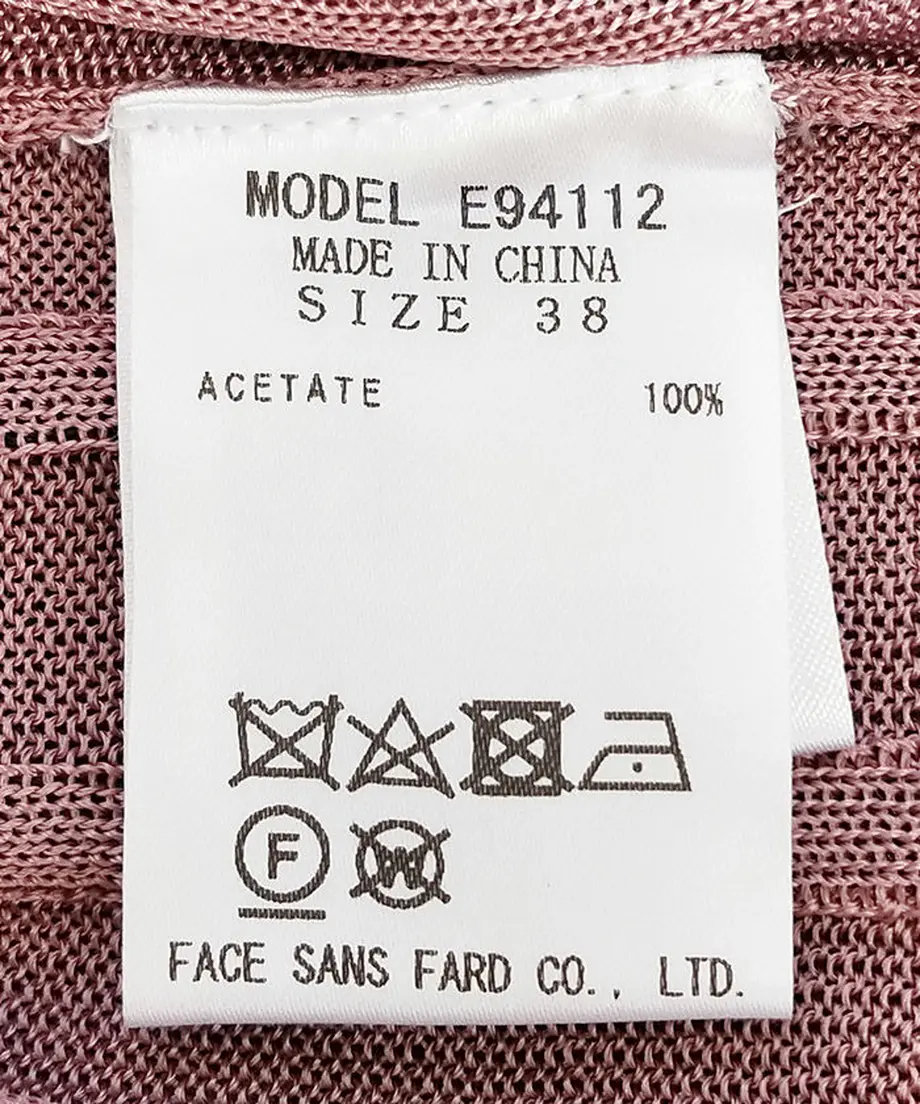 MODEL E94112
MADE IN CHINA
SIZE 38
ACETATE 100%
F W
FACE SANS FARD CO., LTD.